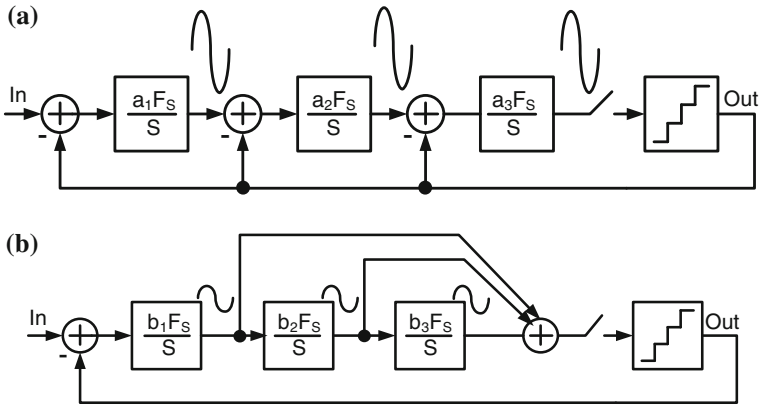 (a)
In
+
-
a₁Fₛ
S
+
-
a₂Fₛ
S
+
-
a₃Fₛ
S
Out
(b)
In
+
-
b₁Fₛ
S
b₂Fₛ
S
b₃Fₛ
S
+
Out